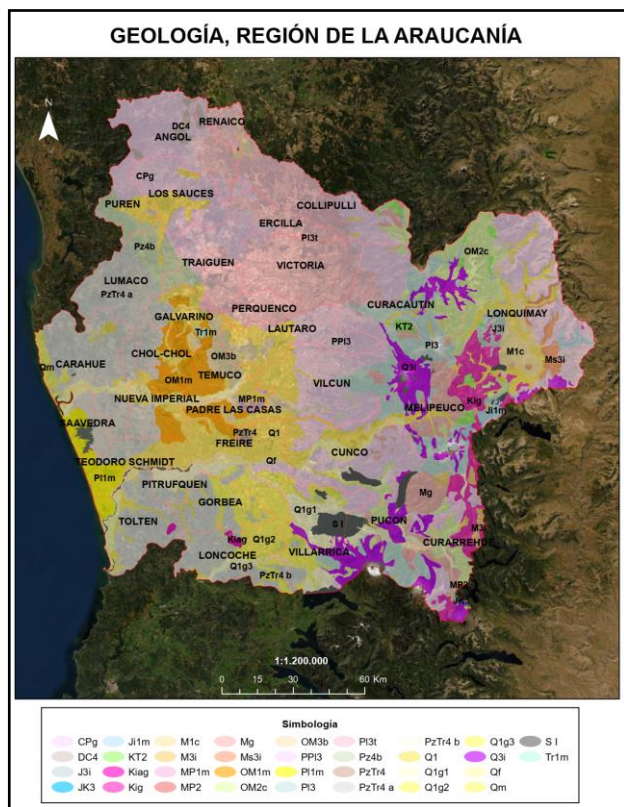 GEOLOGÍA, REGIÓN DE LA ARAUCANÍA
N
RENAICO
DC4
ANGOL
CPg
LOS SAUCES
PUREN
COLLIPULLI
ERCILLA
Pl3t
Pz4b
TRAIGUEN
VICTORIA
OM2c
LUMACO
PzTr4 a
CURACAUTIN
LONQUIMAY
PERQUENCO
GALVARINO
Tr1m
LAUTARO
KT2
J3i
PPl3
Pl3
M1c
Qm
CARAHUE
CHOL-CHOL
OM3b
Ms3i
OM1m
TEMUCO
VILCUN
Q3i
NUEVA IMPERIAL
MP1m
MELIPEUCO
Kig
PADRE LAS CASAS
Ji1m
SAAVEDRA
PzTr4
Q1
FREIRE
CUNCO
TEODORO SCHMIDT
Qf
Pl1m
PITRUFQUEN
Mg
GORBEA
Q1g1
TOLTEN
S I
PUCON
M3i
Kiag
Q1g2
CURARREHUE
LONCOCHE
VILLARRICA
Q1g3
PzTr4 b
MP2
1:1.200.000
0 30 60 Km
Simbología
CPg Ji1m M1c Mg OM3b Pl3t PzTr4 b Q1g3 S I
DC4 KT2 M3i Ms3i PPl3 Pz4b Q1 Q3i Tr1m
J3i Kiag MP1m OM1m Pl1m PzTr4 Q1g1 Qf
JK3 Kig MP2 OM2c Pl3 PzTr4 a Q1g2 Qm